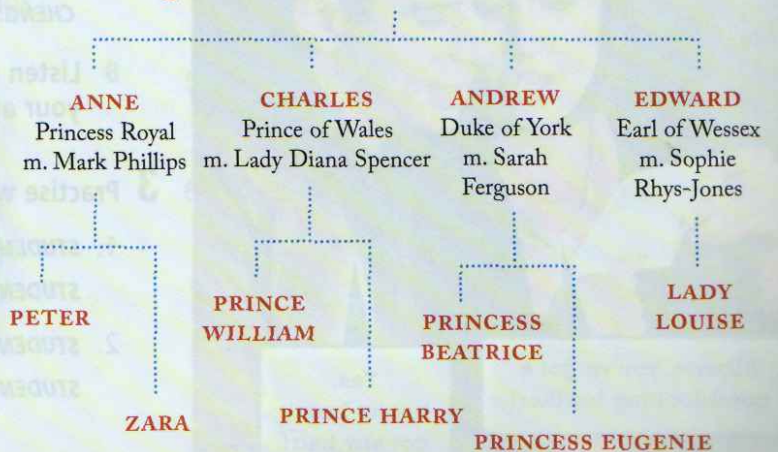 ANNE
Princess Royal
m. Mark Phillips
CHARLES
Prince of Wales
m. Lady Diana Spencer
ANDREW
Duke of York
m. Sarah
Ferguson
EDWARD
Earl of Wessex
m. Sophie
Rhys-Jones
PETER
ZARA
PRINCE
WILLIAM
PRINCE HARRY
PRINCESS
BEATRICE
PRINCESS EUGENIE
LADY
LOUISE